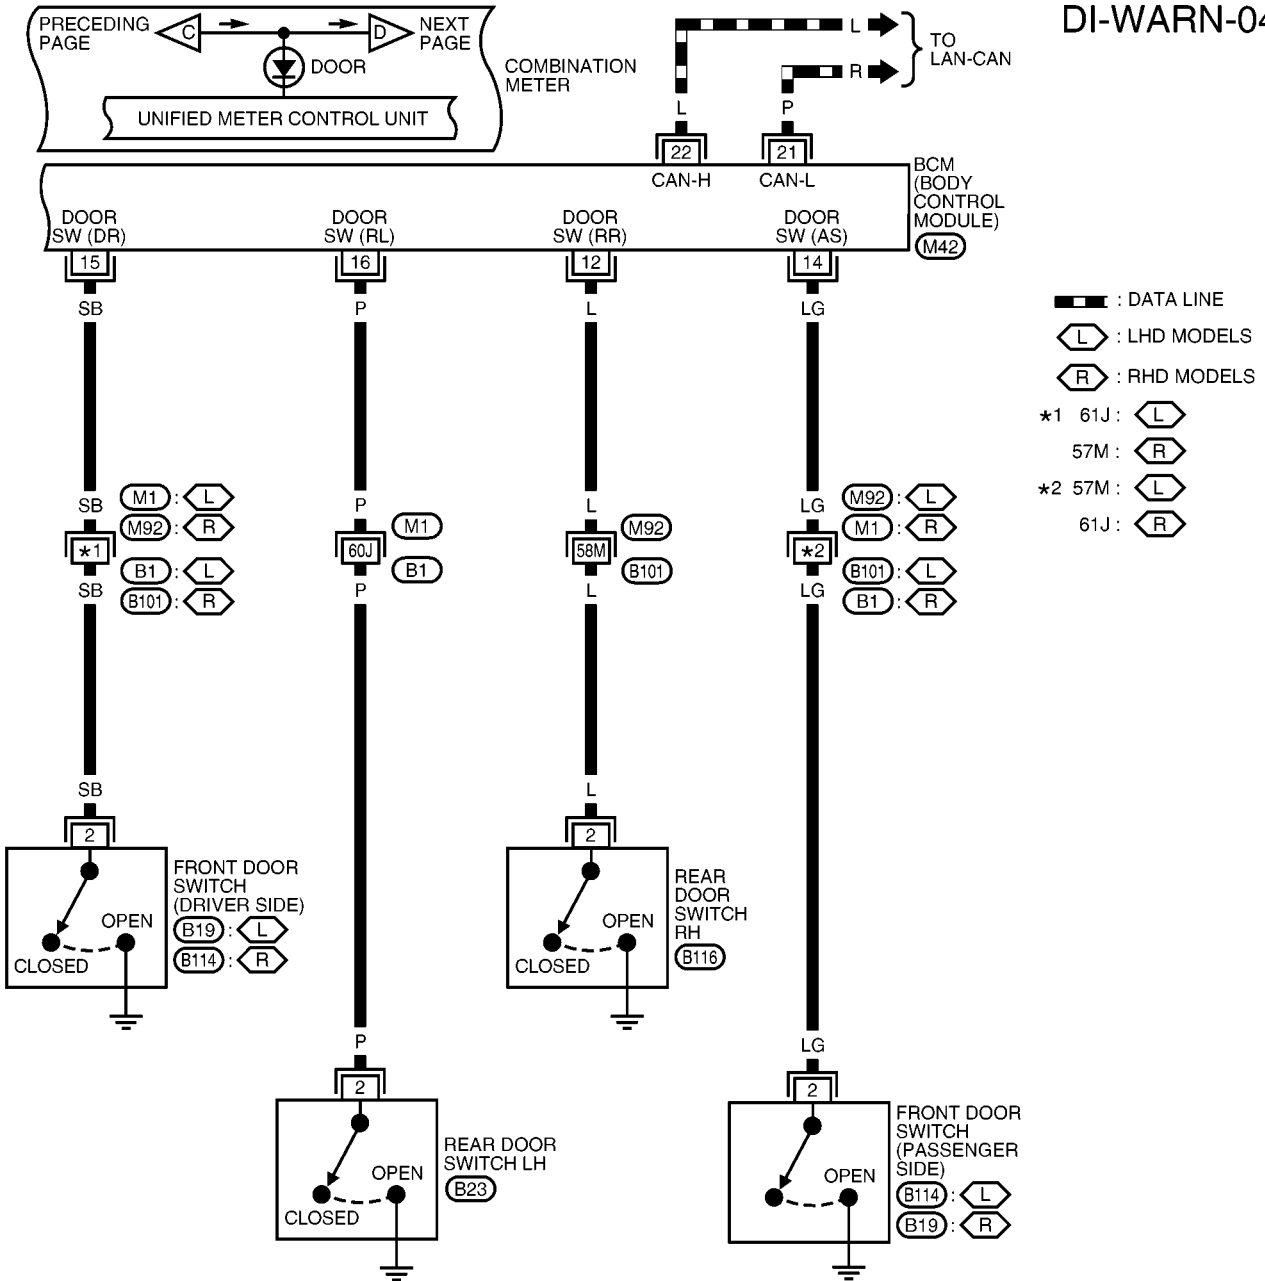 DI-WARN-04
PRECEDING
PAGE
C
D
NEXT
PAGE
DOOR
UNIFIED METER CONTROL UNIT
COMBINATION
METER
L
R
TO
LAN-CAN
L
P
22
21
CAN-H
CAN-L
BCM
(BODY
CONTROL
MODULE)
M42
DOOR
SW (DR)
DOOR
SW (RL)
DOOR
SW (RR)
DOOR
SW (AS)
15
16
12
14
SB
P
L
LG
: DATA LINE
L : LHD MODELS
R : RHD MODELS
*1 61J : L
57M : R
*2 57M : L
61J : R
SB
P
L
LG
M1 : L
M92 : R
*1
B1 : L
B101 : R
M1
60J
B1
M92
58M
B101
M92 : L
M1 : R
*2
B101 : L
B1 : R
SB
P
L
LG
SB
L
2
2
OPEN
CLOSED
FRONT DOOR
SWITCH
(DRIVER SIDE)
B19 : L
B114 : R
OPEN
CLOSED
REAR
DOOR
SWITCH
RH
B116
P
LG
2
2
OPEN
CLOSED
REAR DOOR
SWITCH LH
B23
OPEN
FRONT DOOR
SWITCH
(PASSENGER
SIDE)
B114 : L
B19 : R